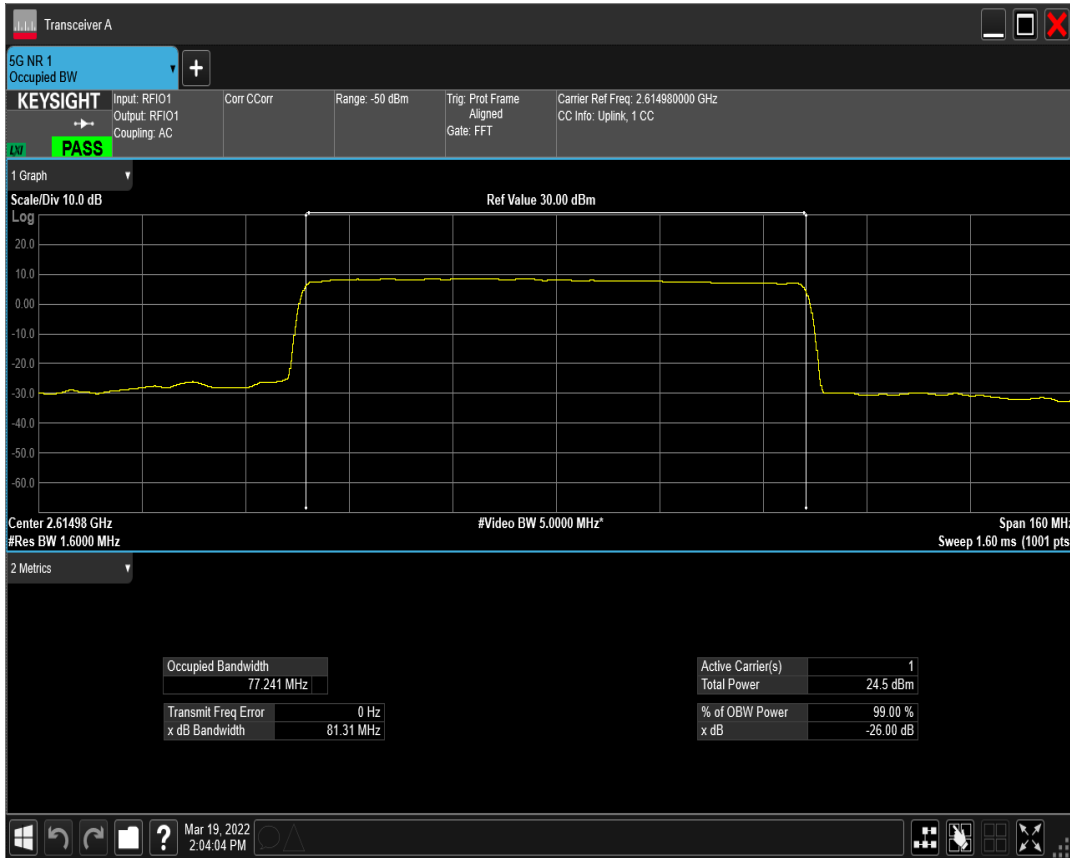 Transceiver A
5G NR 1
Occupied BW
+
KEYSIGHT
LXI
PASS
Input: RFIO1
Output: RFIO1
Coupling: AC
Corr CCorr
Range: -50 dBm
Trig: Prot Frame
Aligned
Gate: FFT
Carrier Ref Freq: 2.614980000 GHz
CC Info: Uplink, 1 CC
1 Graph
Scale/Div 10.0 dB
Ref Value 30.00 dBm
Log
20.0
10.0
0.00
-10.0
-20.0
-30.0
-40.0
-50.0
-60.0
Center 2.61498 GHz
#Video BW 5.0000 MHz*
Span 160 MHz
#Res BW 1.6000 MHz
Sweep 1.60 ms (1001 pts
2 Metrics
Occupied Bandwidth
77.241 MHz
Transmit Freq Error 0 Hz
x dB Bandwidth 81.31 MHz
Active Carrier(s) 1
Total Power 24.5 dBm
% of OBW Power 99.00 %
x dB -26.00 dB
?
Mar 19, 2022
2:04:04 PM